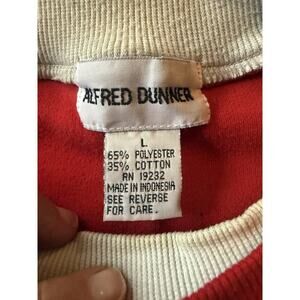 ALFRED DUNNER
L
65% POLYESTER
35% COTTON
RN 19232
MADE IN INDONESIA
SEE REVERSE
FOR CARE.